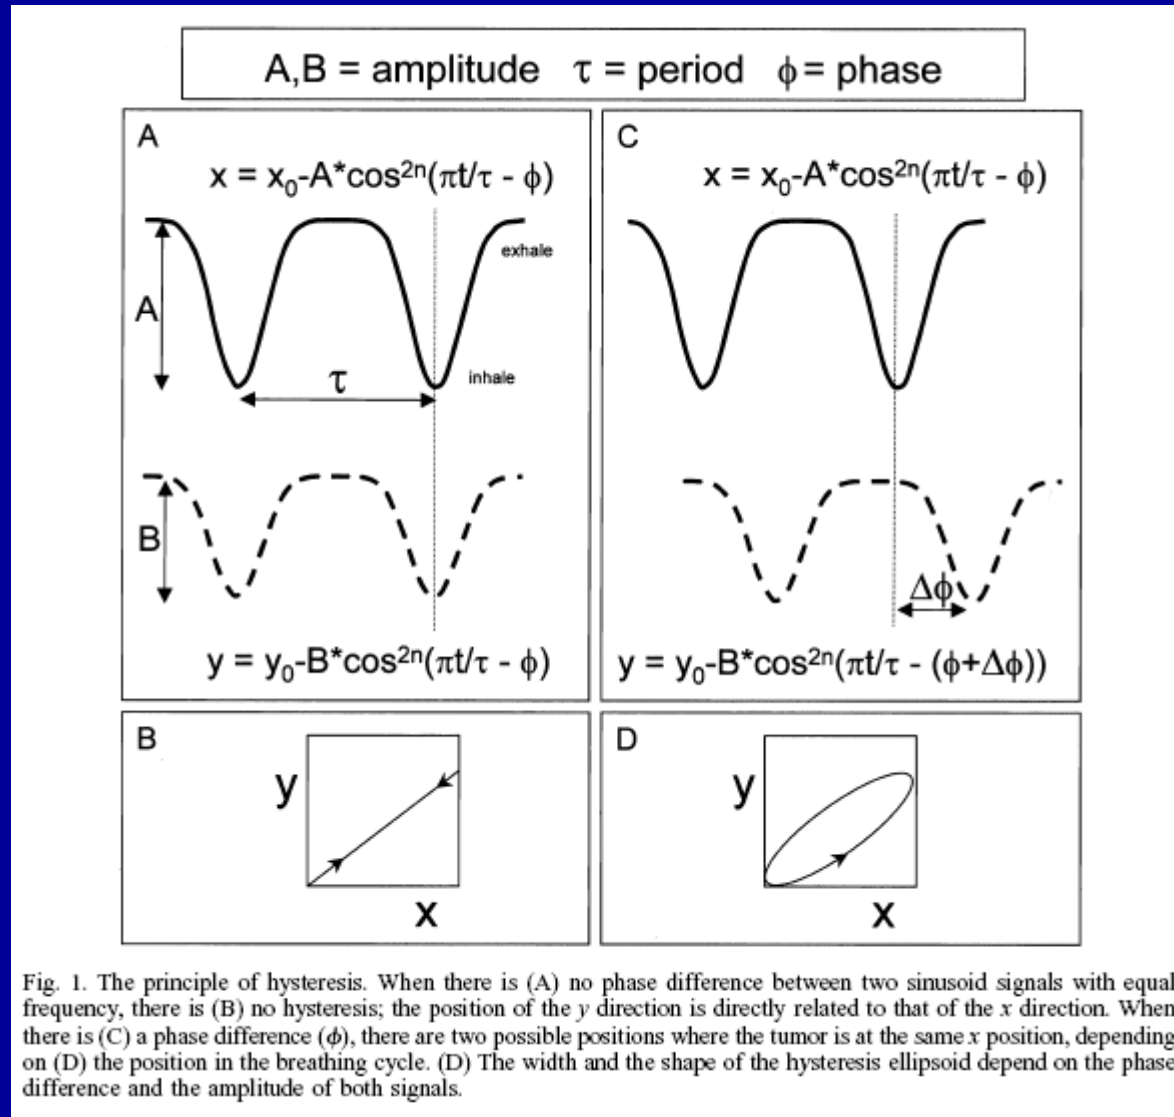 A,B = amplitude τ = period ϕ = phase
A
x = x₀-A*cos²ⁿ(πt/τ - ϕ)
exhale
A
inhale
τ
B
y = y₀-B*cos²ⁿ(πt/τ - ϕ)
C
x = x₀-A*cos²ⁿ(πt/τ - ϕ)
Δϕ
y = y₀-B*cos²ⁿ(πt/τ - (ϕ+Δϕ))
B
y
x
D
y
x
Fig. 1. The principle of hysteresis. When there is (A) no phase difference between two sinusoid signals with equal
frequency, there is (B) no hysteresis; the position of the y direction is directly related to that of the x direction. When
there is (C) a phase difference (ϕ), there are two possible positions where the tumor is at the same x position, depending
on (D) the position in the breathing cycle. (D) The width and the shape of the hysteresis ellipsoid depend on the phase
difference and the amplitude of both signals.